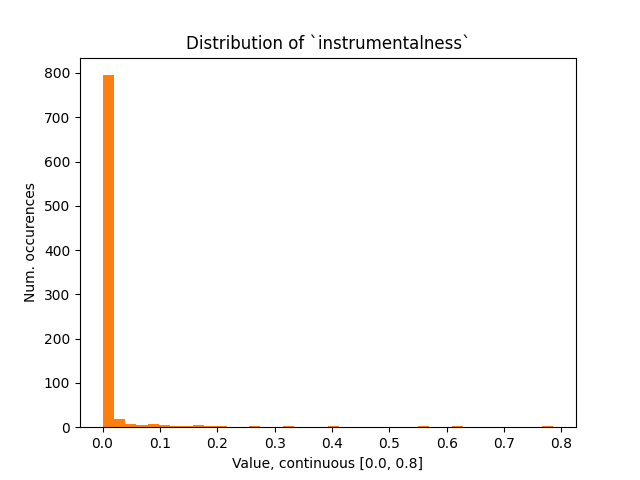 Distribution of `instrumentalness`
800
700
600
500
400
300
200
100
0
Num. occurences
0.0 0.1 0.2 0.3 0.4 0.5 0.6 0.7 0.8
Value, continuous [0.0, 0.8]